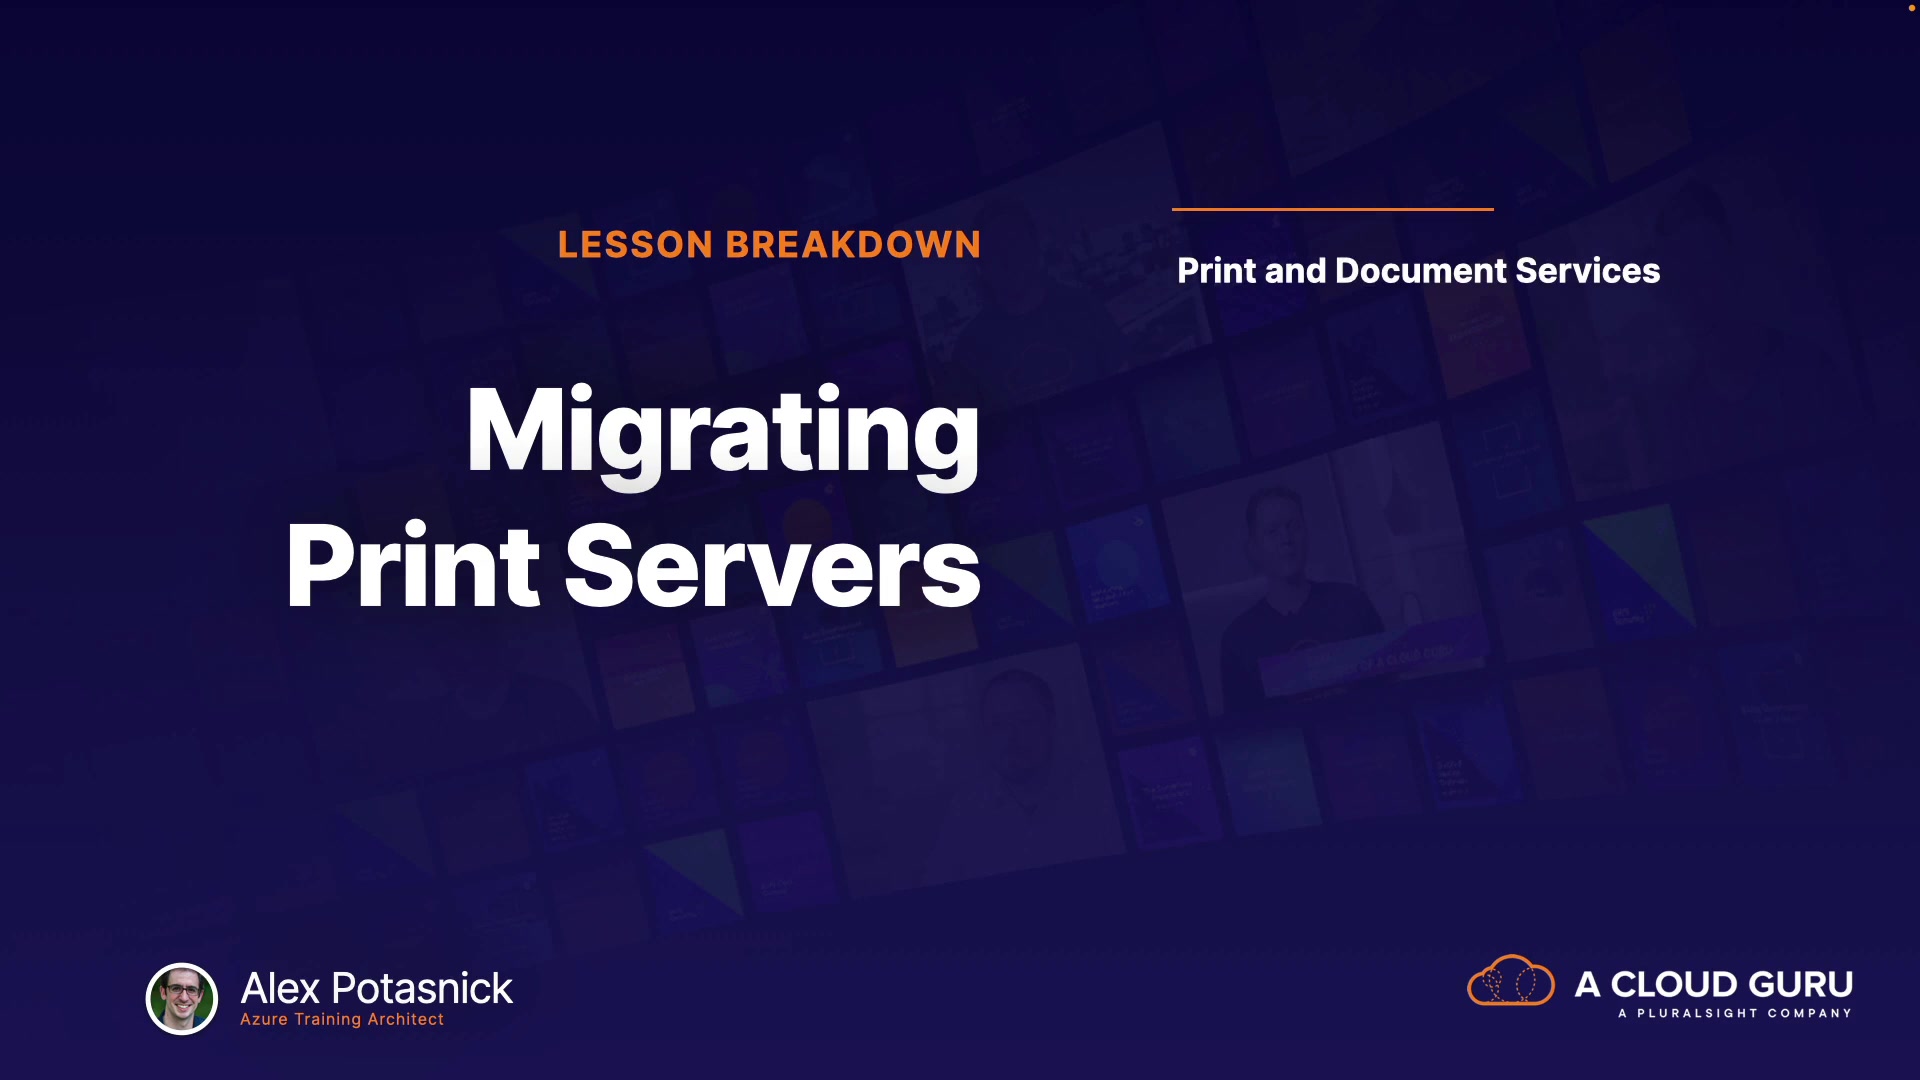 LESSON BREAKDOWN
Migrating
Print Servers
Print and Document Services
Alex Potasnick
Azure Training Architect
A CLOUD GURU
A PLURALSIGHT COMPANY